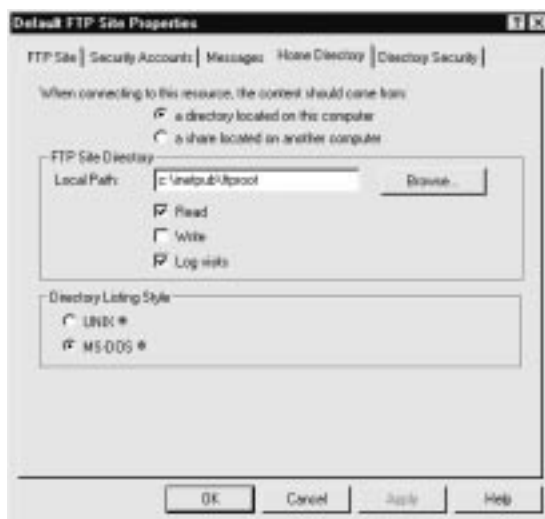 Default FTP Site Properties
FTP Site Security Accounts Messages Home Directory Directory Security
When connecting to this resource, the content should come from:
a directory located on this computer
a share located on another computer
FTP Site Directory
Local Path: c:\inetpub\ftproot Browse...
Read
Write
Log visits
Directory Listing Style
UNIX ®
MS-DOS ®
OK Cancel Apply Help